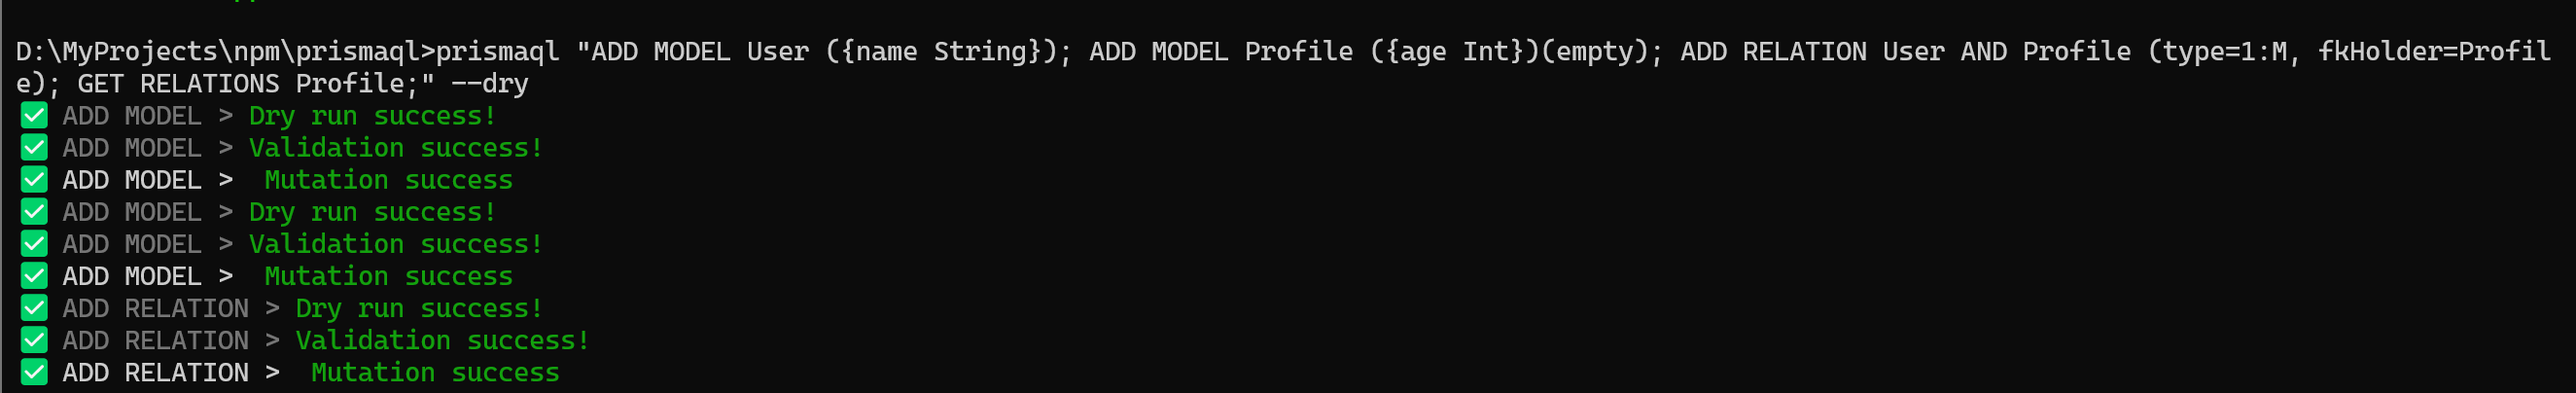 D:\MyProjects\npm\prismaql>prismaql "ADD MODEL User ({name String}); ADD MODEL Profile ({age Int})(empty); ADD RELATION User AND Profile (type=1:M, fkHolder=Profil
e); GET RELATIONS Profile;" --dry
✅ ADD MODEL > Dry run success!
✅ ADD MODEL > Validation success!
✅ ADD MODEL >  Mutation success
✅ ADD MODEL > Dry run success!
✅ ADD MODEL > Validation success!
✅ ADD MODEL >  Mutation success
✅ ADD RELATION > Dry run success!
✅ ADD RELATION > Validation success!
✅ ADD RELATION >  Mutation success